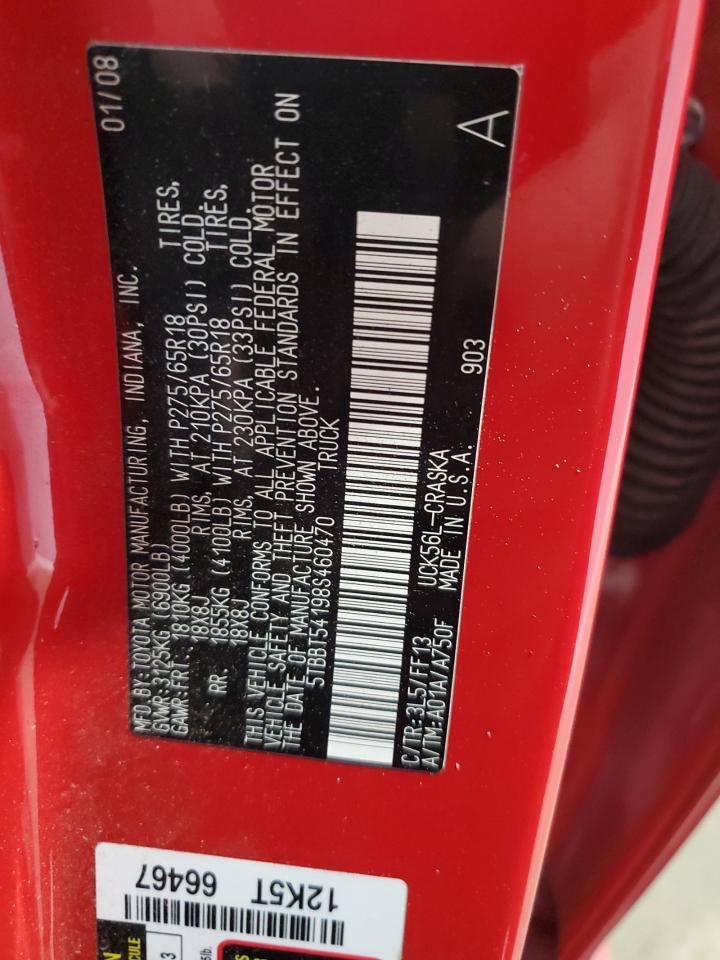 MFD.BY:TOYOTA MOTOR MANUFACTURING, INDIANA, INC. 01/08
GVWR:3125KG (6900LB)
GAWR:FRT 1810KG (4000LB) WITH P275/65R18 TIRES,
18X8J RIMS, AT 210KPA (30PSI) COLD.
RR 1855KG (4100LB) WITH P275/65R18 TIRES,
18X8J RIMS, AT 230KPA (33PSI) COLD.
THIS VEHICLE CONFORMS TO ALL APPLICABLE FEDERAL MOTOR
VEHICLE SAFETY AND THEFT PREVENTION STANDARDS IN EFFECT ON
THE DATE OF MANUFACTURE SHOWN ABOVE.
5TBBT54198S460470 TRUCK
C/TR:3L5/FF13 UCK56L-CRASKA 903
A/TM:A01A/A750F MADE IN U.S.A. A
12K5T
66467